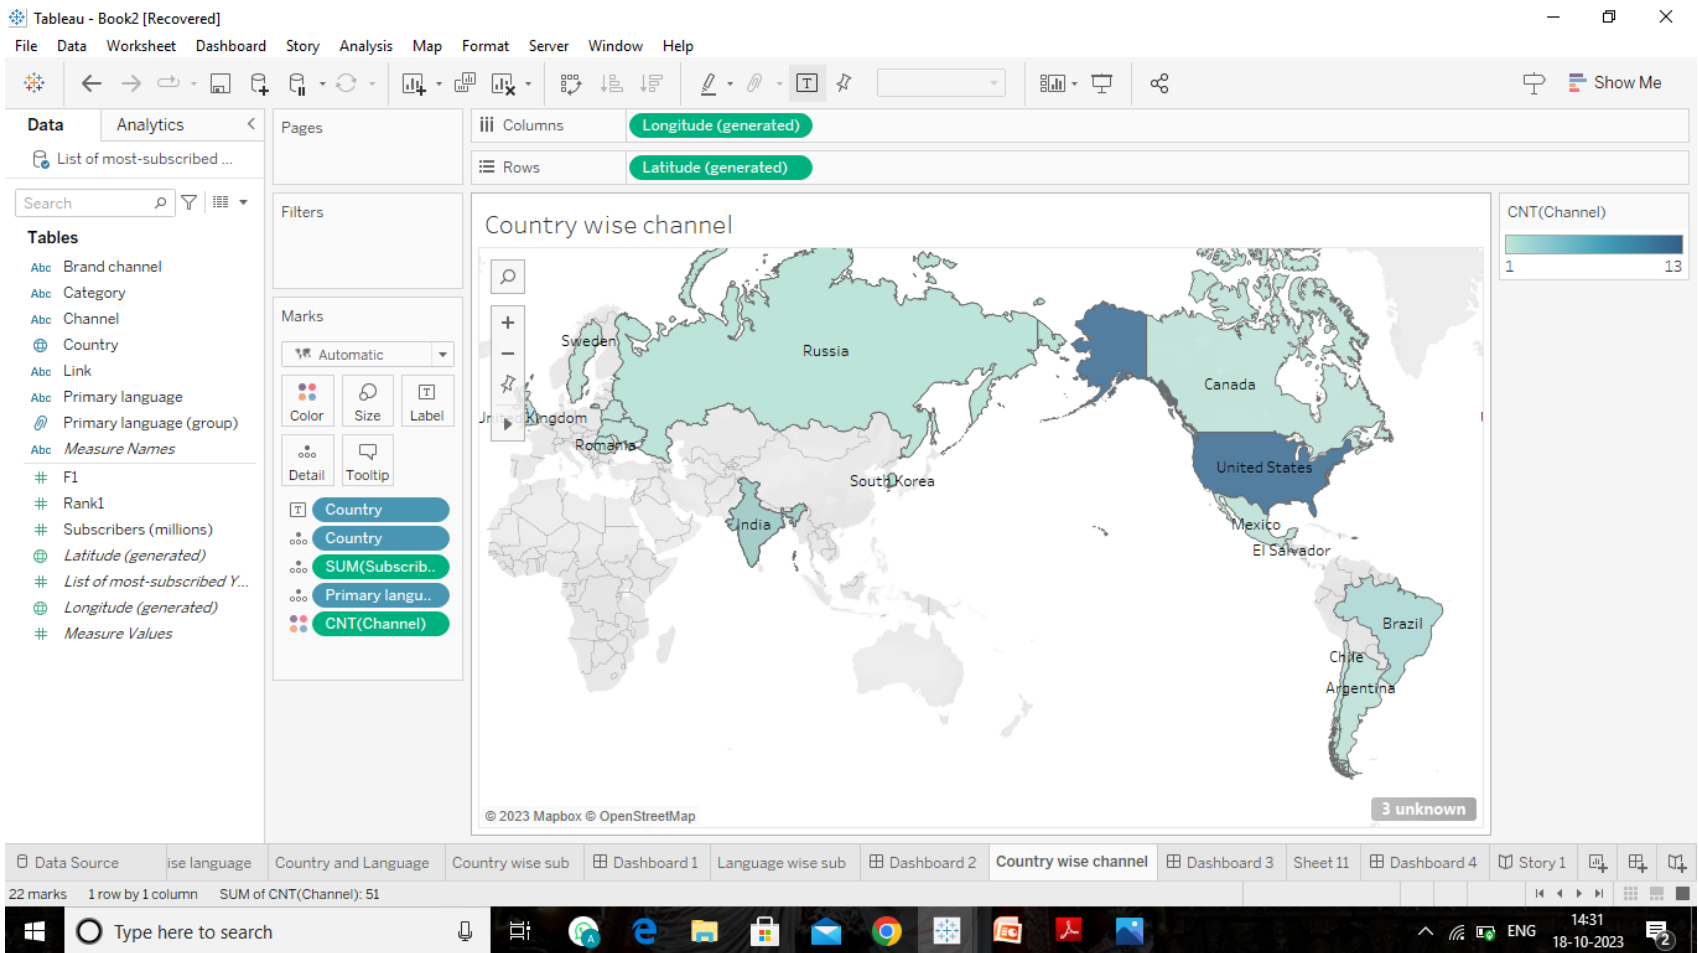 Tableau - Book2 [Recovered]
File Data Worksheet Dashboard Story Analysis Map Format Server Window Help
Show Me
Data Analytics
List of most-subscribed ...
Search
Tables
Abc Brand channel
Abc Category
Abc Channel
Country
Abc Link
Abc Primary language
Primary language (group)
Abc Measure Names
# F1
# Rank1
# Subscribers (millions)
Latitude (generated)
# List of most-subscribed Y...
Longitude (generated)
# Measure Values
Pages
Filters
Marks
Automatic
Color Size T Label
Detail Tooltip
T Country
Country
SUM(Subscrib..
Primary langu..
CNT(Channel)
Columns Longitude (generated)
Rows Latitude (generated)
Country wise channel
Sweden
Russia
Canada
Kingdom
Romania
United States
South Korea
India
Mexico
El Salvador
Brazil
Chile
Argentina
© 2023 Mapbox © OpenStreetMap
3 unknown
CNT(Channel)
1 13
Data Source ise language Country and Language Country wise sub Dashboard 1 Language wise sub Dashboard 2 Country wise channel Dashboard 3 Sheet 11 Dashboard 4 Story 1
22 marks 1 row by 1 column SUM of CNT(Channel): 51
Type here to search
ENG
14:31
18-10-2023
2